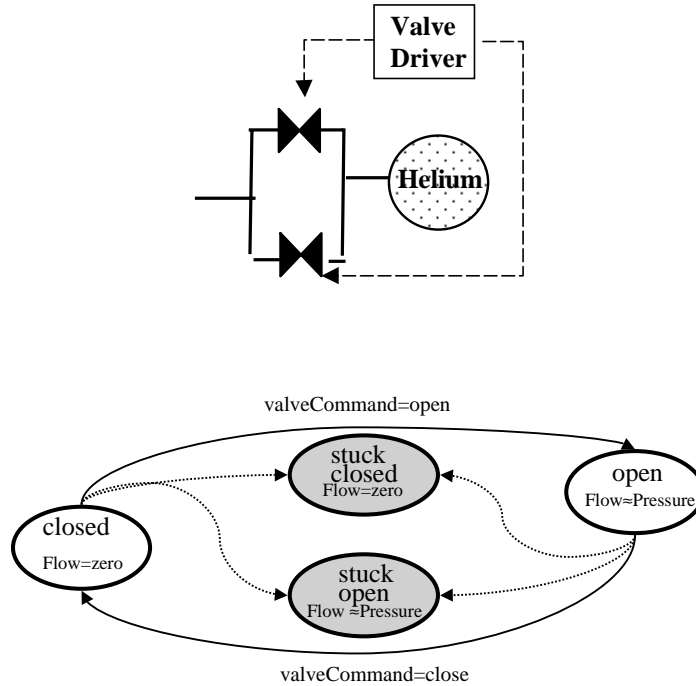 Valve
Driver
Helium
valveCommand=open
stuck
closed
Flow=zero
open
Flow≈Pressure
closed
Flow=zero
stuck
open
Flow ≈Pressure
valveCommand=close